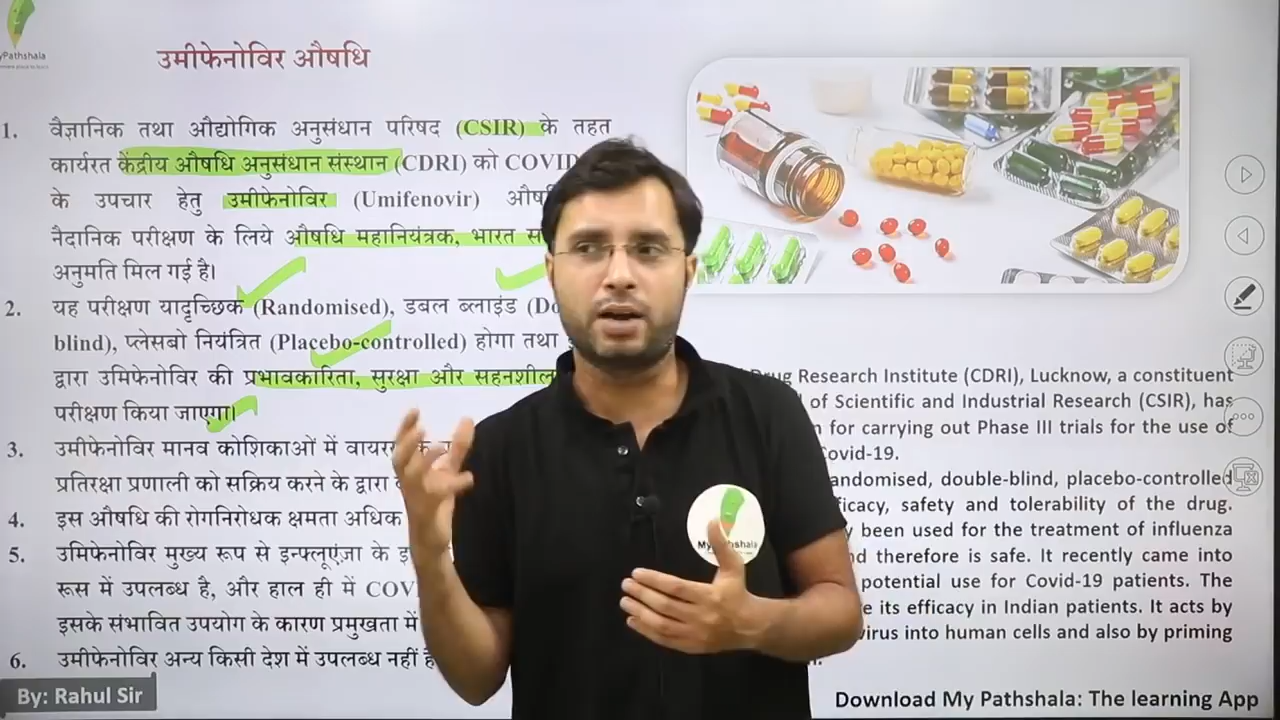 yPathshala
उमीफेनोविर औषधि
1. वैज्ञानिक तथा औद्योगिक अनुसंधान परिषद (CSIR) के तहत
कार्यरत केंद्रीय औषधि अनुसंधान संस्थान (CDRI) को COVID
के उपचार हेतु उमीफेनोविर (Umifenovir)
नैदानिक परीक्षण के लिये औषधि महानियंत्रक, भारत
अनुमति मिल गई है।
2. यह परीक्षण यादृच्छिक (Randomised), डबल ब्लाइंड
blind), प्लेसबो नियंत्रित (Placebo-controlled) होगा तथा
द्वारा उमिफेनोविर की प्रभावकारिता, सुरक्षा और
परीक्षण किया जाएगा।
3. उमीफेनोविर मानव कोशिकाओं में
प्रतिरक्षा प्रणाली को सक्रिय करने के द्वारा
4. इस औषधि की रोगनिरोधक क्षमता अधिक
5. उमिफेनोविर मुख्य रूप से इन्फ्लूएंज़ा के
रूस में उपलब्ध है, और हाल ही में
इसके संभावित उपयोग के कारण प्रमुखता में
6. उमीफेनोविर अन्य किसी देश में उपलब्ध नहीं
Drug Research Institute (CDRI), Lucknow, a constituent
of Scientific and Industrial Research (CSIR), has
for carrying out Phase III trials for the use of
Covid-19.
randomised, double-blind, placebo-controlled
efficacy, safety and tolerability of the drug.
been used for the treatment of influenza
and therefore is safe. It recently came into
potential use for Covid-19 patients. The
its efficacy in Indian patients. It acts by
virus into human cells and also by priming
My Pathshala
By: Rahul Sir
Download My Pathshala: The learning App